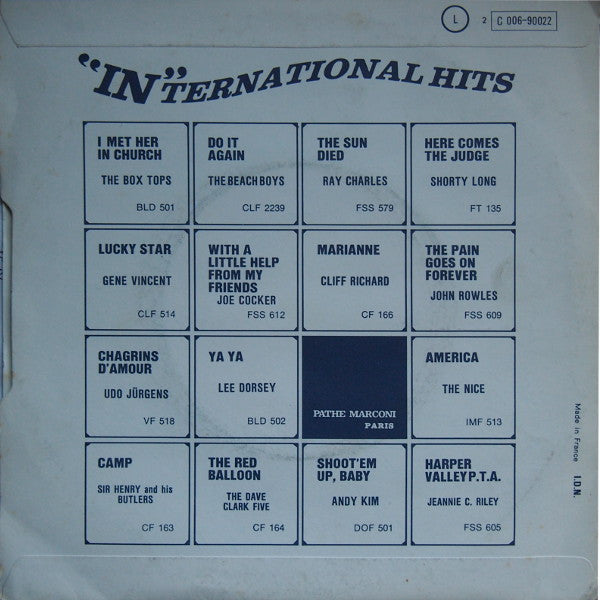 L 2 C 006-90022
"IN"TERNATIONAL HITS
I MET HER
IN CHURCH
THE BOX TOPS
BLD 501
DO IT
AGAIN
THE BEACH BOYS
CLF 2239
THE SUN
DIED
RAY CHARLES
FSS 579
HERE COMES
THE JUDGE
SHORTY LONG
FT 135
LUCKY STAR
GENE VINCENT
CLF 514
WITH A
LITTLE HELP
FROM MY
FRIENDS
JOE COCKER
FSS 612
MARIANNE
CLIFF RICHARD
CF 166
THE PAIN
GOES ON
FOREVER
JOHN ROWLES
FSS 609
CHAGRINS
D'AMOUR
UDO JÜRGENS
VF 518
YA YA
LEE DORSEY
BLD 502
PATHE MARCONI
PARIS
AMERICA
THE NICE
IMF 513
CAMP
SIR HENRY and his
BUTLERS
CF 163
THE RED
BALLOON
THE DAVE
CLARK FIVE
CF 164
SHOOT'EM
UP, BABY
ANDY KIM
DOF 501
HARPER
VALLEY P.T.A.
JEANNIE C. RILEY
FSS 605
Made in France I.D.N.